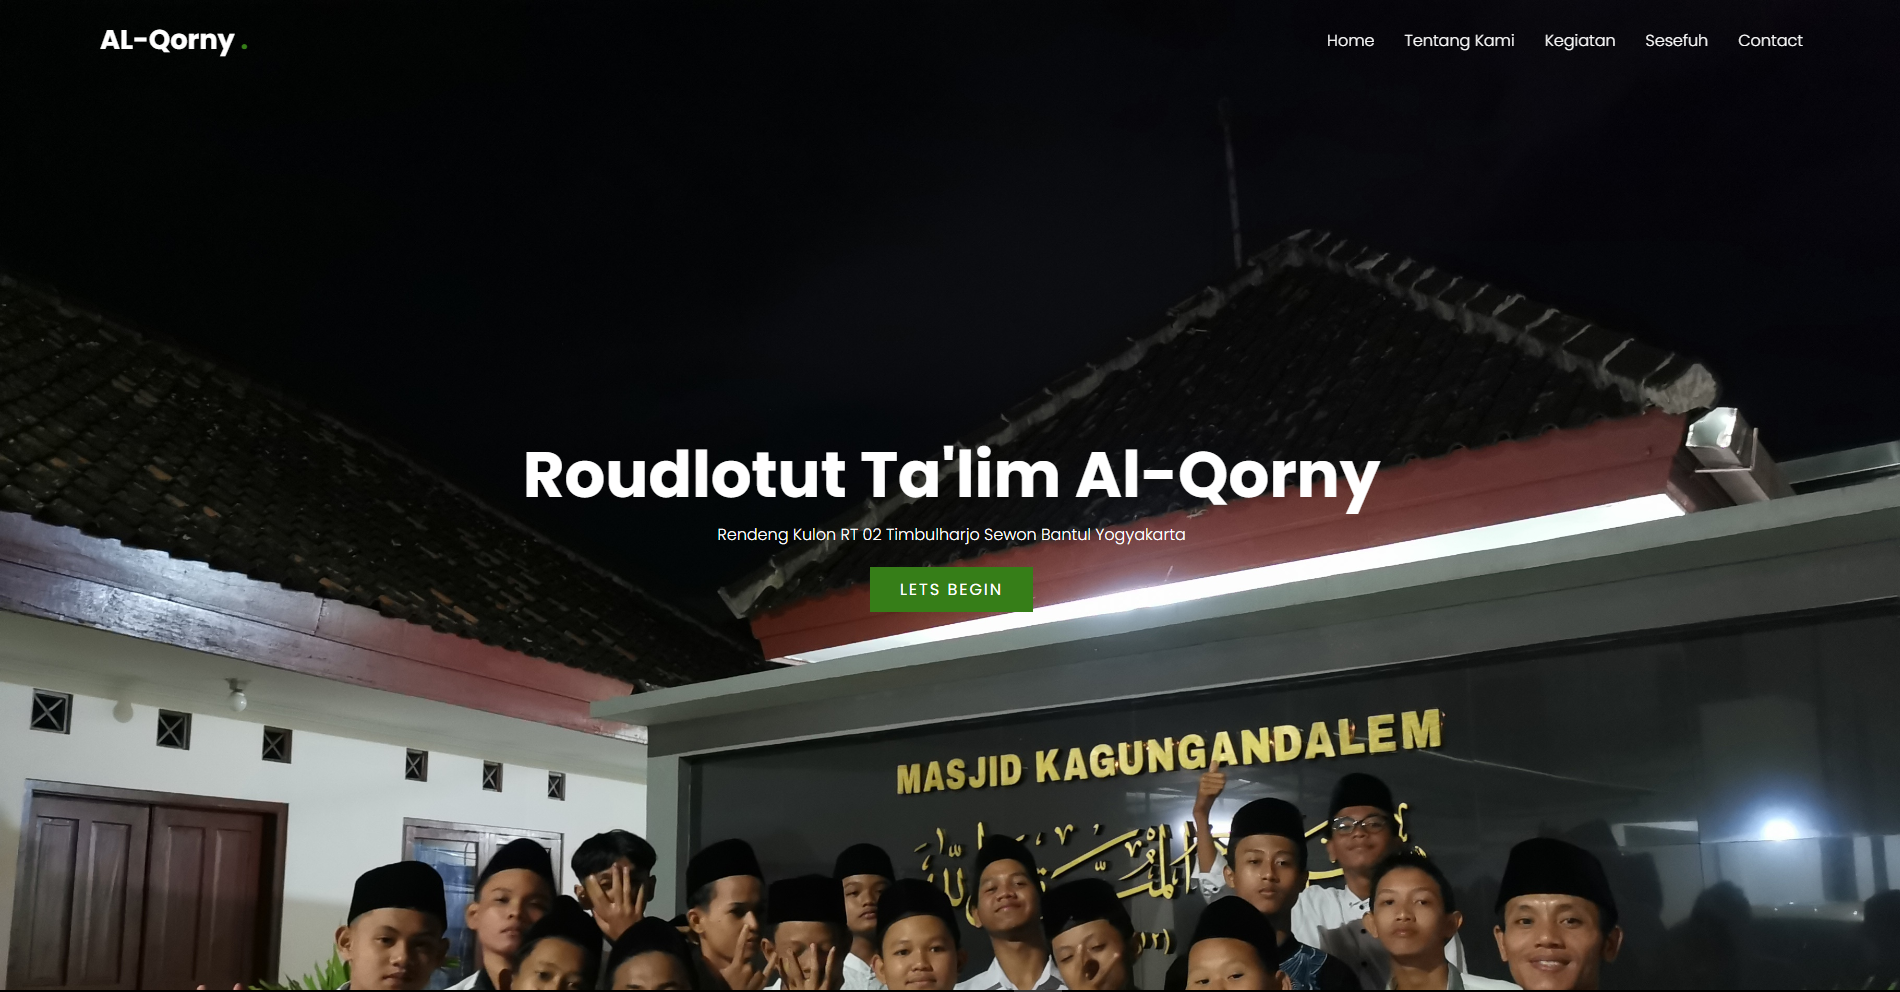 AL-Qorny .
Home Tentang Kami Kegiatan Sesefuh Contact
Roudlotut Ta'lim Al-Qorny
Rendeng Kulon RT 02 Timbulharjo Sewon Bantul Yogyakarta
LETS BEGIN
MASJID KAGUNGANDALEM